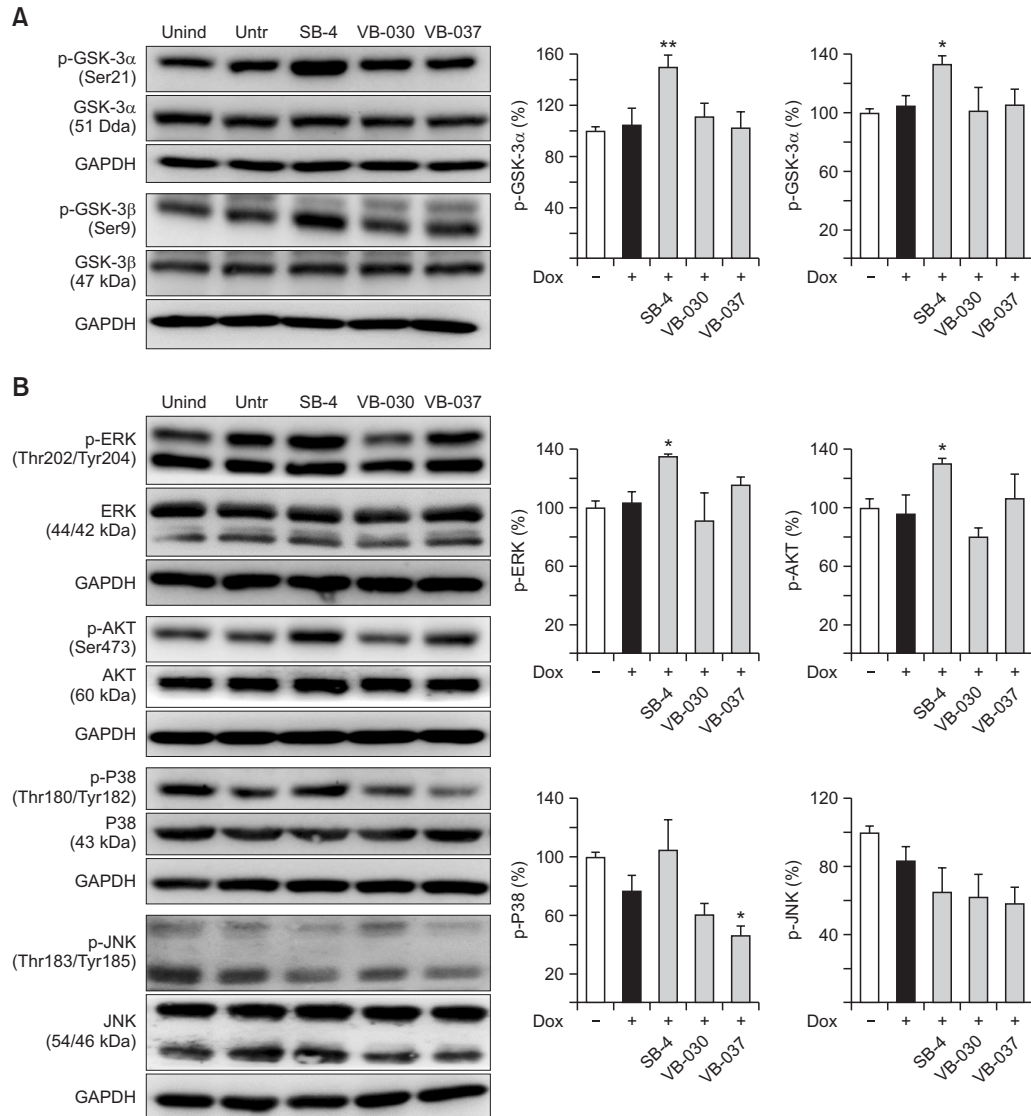 A
Unind Untr SB-4 VB-030 VB-037
p-GSK-3α
(Ser21)
GSK-3α
(51 Dda)
GAPDH
p-GSK-3β
(Ser9)
GSK-3β
(47 kDa)
GAPDH
p-GSK-3α (%)
160
120
80
40
Dox – + + + +
SB-4
VB-030
VB-037
**
p-GSK-3α (%)
140
100
60
20
Dox – + + + +
SB-4
VB-030
VB-037
*
B
Unind Untr SB-4 VB-030 VB-037
p-ERK
(Thr202/Tyr204)
ERK
(44/42 kDa)
GAPDH
p-AKT
(Ser473)
AKT
(60 kDa)
GAPDH
p-P38
(Thr180/Tyr182)
P38
(43 kDa)
GAPDH
p-JNK
(Thr183/Tyr185)
JNK
(54/46 kDa)
GAPDH
p-ERK (%)
140
100
60
20
Dox – + + + +
SB-4
VB-030
VB-037
*
p-AKT (%)
140
100
60
20
Dox – + + + +
SB-4
VB-030
VB-037
*
p-P38 (%)
140
100
60
20
Dox – + + + +
SB-4
VB-030
VB-037
*
p-JNK (%)
120
80
40
Dox – + + + +
SB-4
VB-030
VB-037